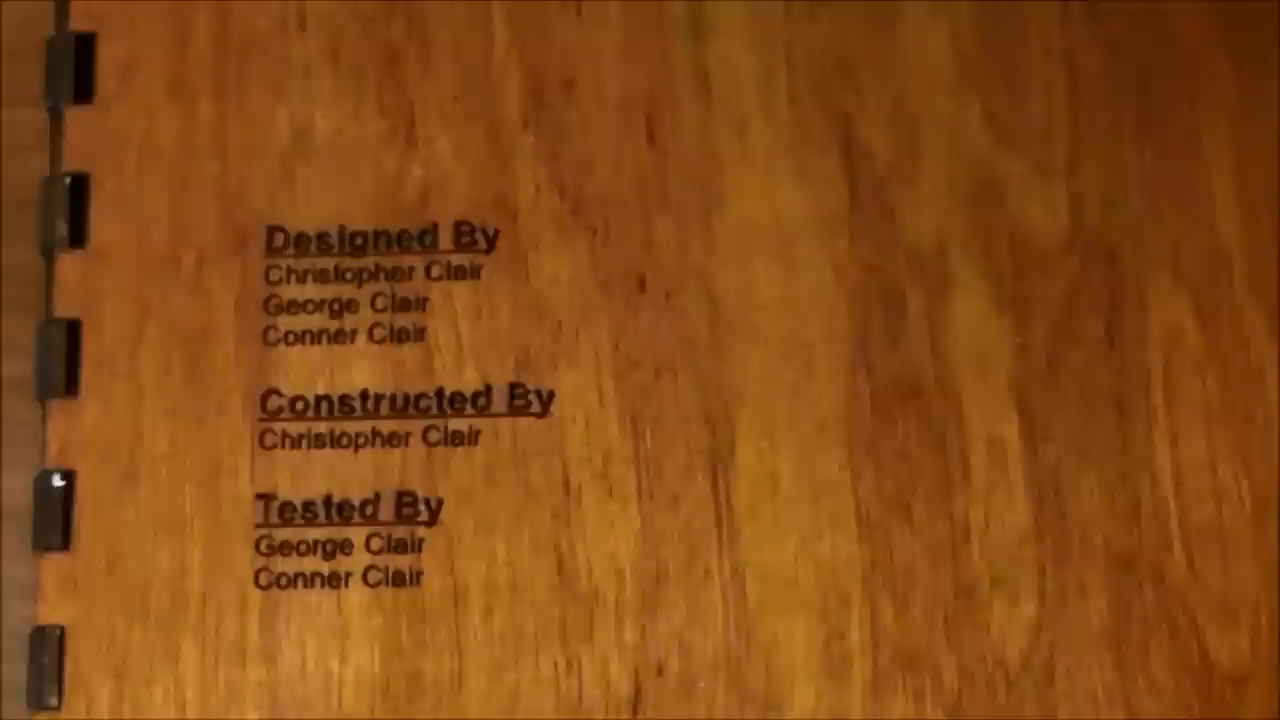 Designed By
Christopher Clair
George Clair
Conner Clair
Constructed By
Christopher Clair
Tested By
George Clair
Conner Clair